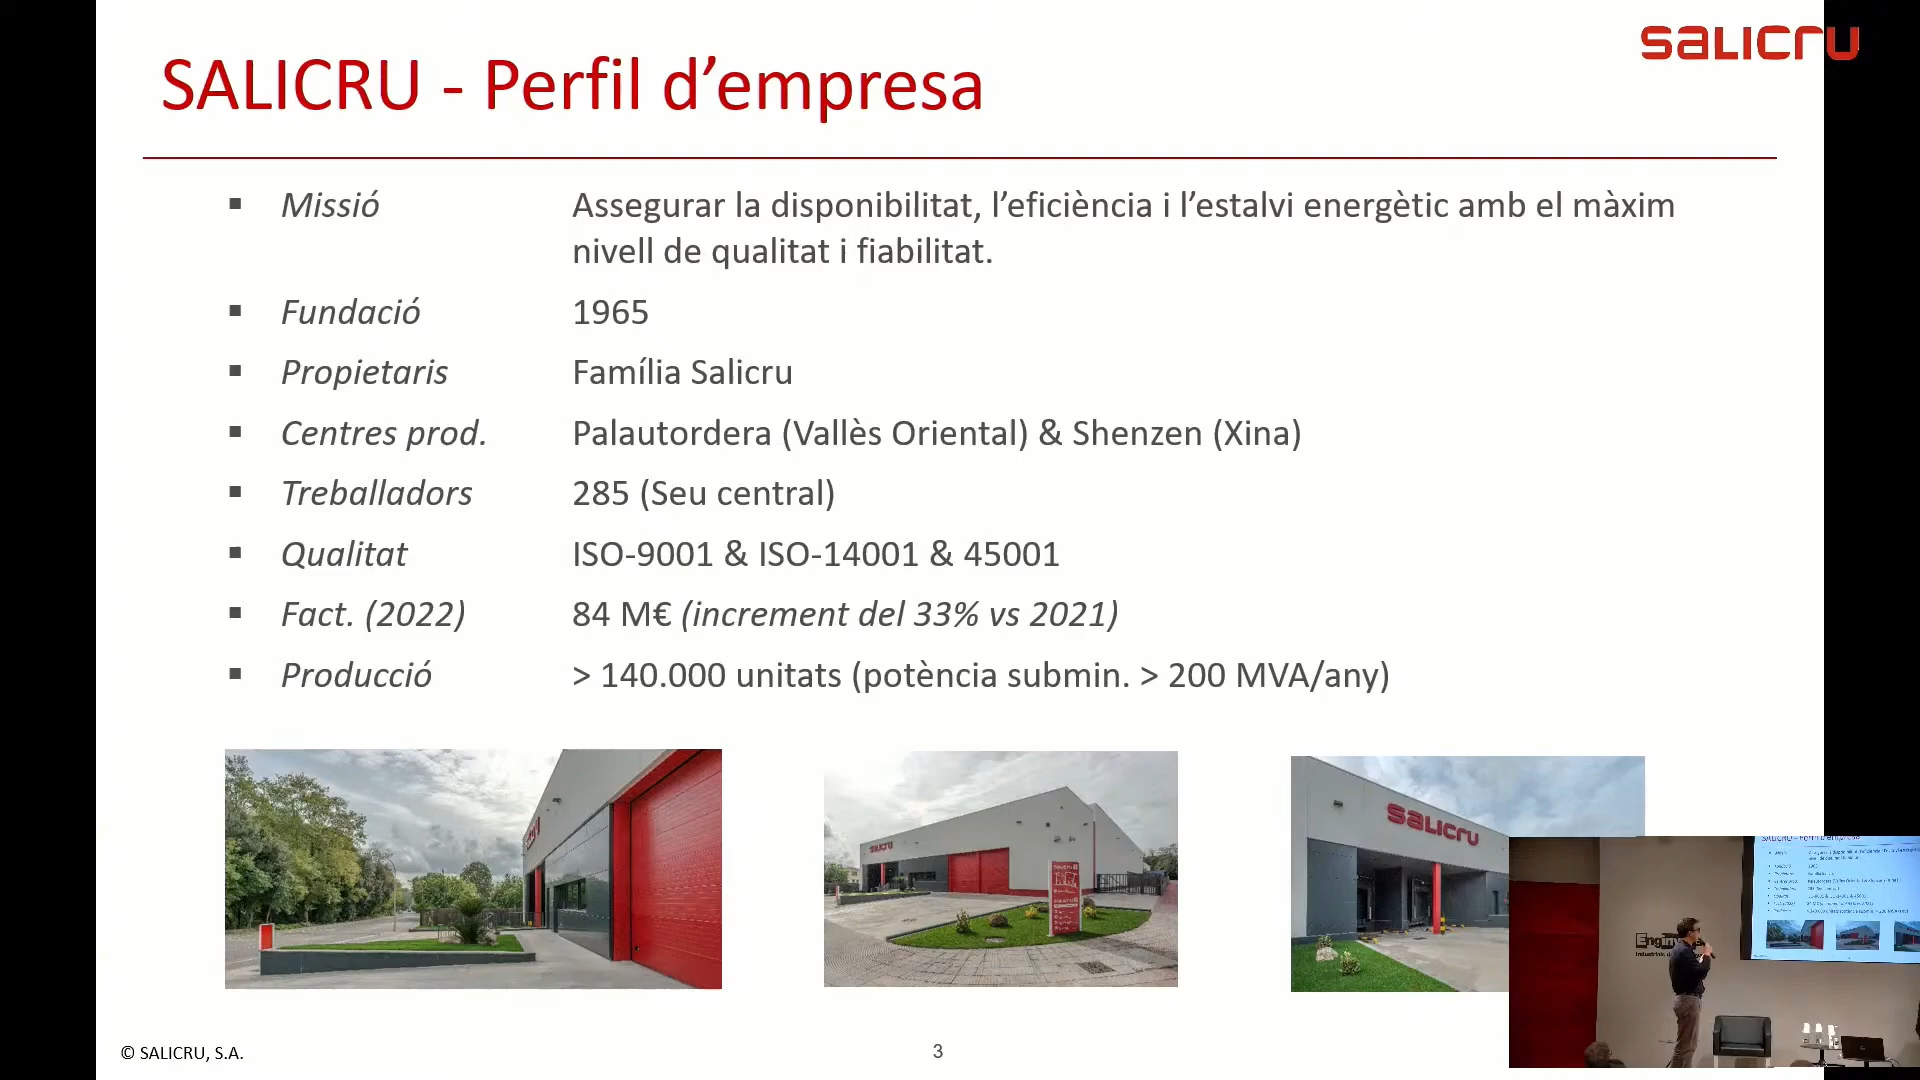 SALICRU
SALICRU - Perfil d’empresa
▪ Missió Assegurar la disponibilitat, l’eficiència i l’estalvi energètic amb el màxim
nivell de qualitat i fiabilitat.
▪ Fundació 1965
▪ Propietaris Família Salicru
▪ Centres prod. Palautordera (Vallès Oriental) & Shenzen (Xina)
▪ Treballadors 285 (Seu central)
▪ Qualitat ISO-9001 & ISO-14001 & 45001
▪ Fact. (2022) 84 M€ (increment del 33% vs 2021)
▪ Producció > 140.000 unitats (potència submin. > 200 MVA/any)
SALICRU
SALICRU
SALICRU
© SALICRU, S.A.
3